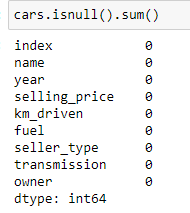 cars.isnull().sum()
index 0
name 0
year 0
selling_price 0
km_driven 0
fuel 0
seller_type 0
transmission 0
owner 0
dtype: int64